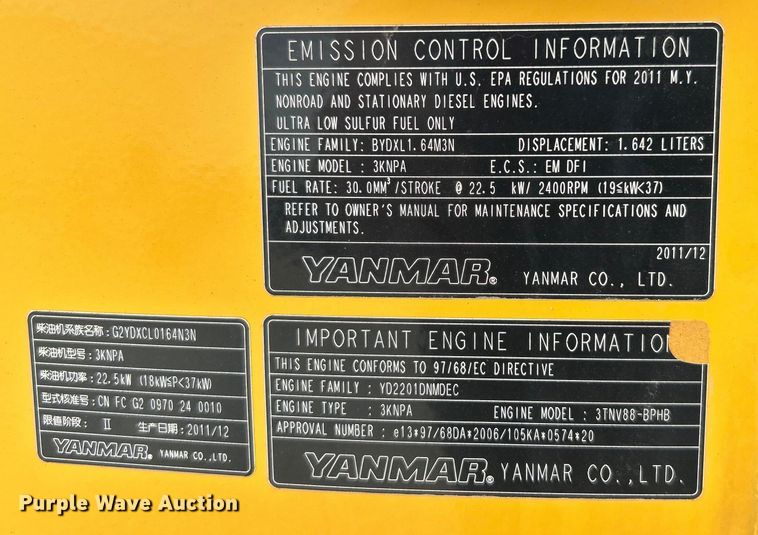 EMISSION CONTROL INFORMATION
THIS ENGINE COMPLIES WITH U.S. EPA REGULATIONS FOR 2011 M.Y.
NONROAD AND STATIONARY DIESEL ENGINES.
ULTRA LOW SULFUR FUEL ONLY
ENGINE FAMILY: BYDXL1.64M3N DISPLACEMENT: 1.642 LITERS
ENGINE MODEL : 3KNPA E.C.S.: EM DFI
FUEL RATE: 30.0MM³/STROKE @ 22.5 kW/ 2400RPM (19≦kW<37)
REFER TO OWNER'S MANUAL FOR MAINTENANCE SPECIFICATIONS AND
ADJUSTMENTS.
2011/12
YANMAR® YANMAR CO., LTD.
柴油机系族名称: G2YDXCL0164N3N
柴油机型号: 3KNPA
柴油机功率: 22.5kW (18kW≦P<37kW)
型式核准号: CN FC G2 0970 24 0010
限值阶段: Ⅱ 生产日期: 2011/12
YANMAR® YANMAR CO., LTD.
IMPORTANT ENGINE INFORMATIO
THIS ENGINE CONFORMS TO 97/68/EC DIRECTIVE
ENGINE FAMILY : YD2201DNMDEC
ENGINE TYPE : 3KNPA ENGINE MODEL : 3TNV88-BPHB
APPROVAL NUMBER : e13*97/68DA*2006/105KA*0574*20
YANMAR® YANMAR CO., LTD.
Purple Wave Auction